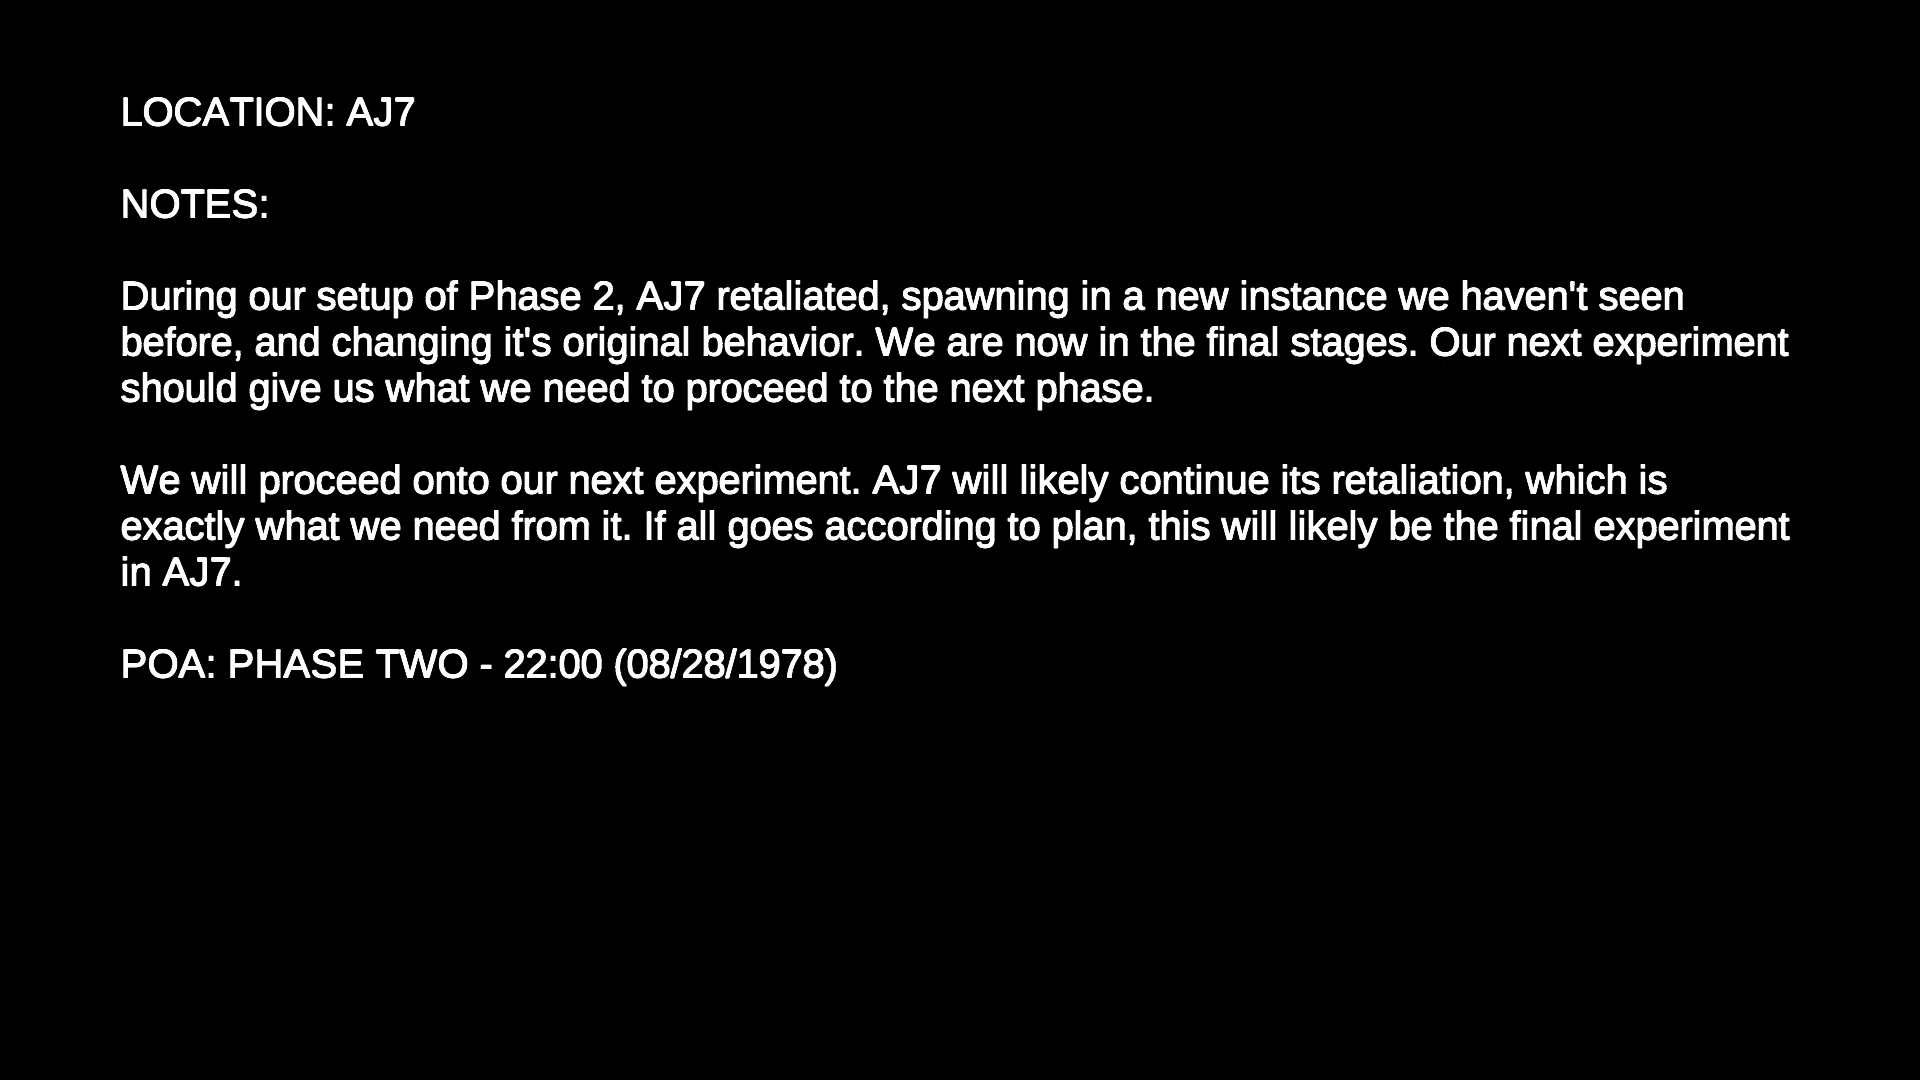 LOCATION: AJ7
NOTES:
During our setup of Phase 2, AJ7 retaliated, spawning in a new instance we haven't seen
before, and changing it's original behavior. We are now in the final stages. Our next experiment
should give us what we need to proceed to the next phase.
We will proceed onto our next experiment. AJ7 will likely continue its retaliation, which is
exactly what we need from it. If all goes according to plan, this will likely be the final experiment
in AJ7.
POA: PHASE TWO - 22:00 (08/28/1978)